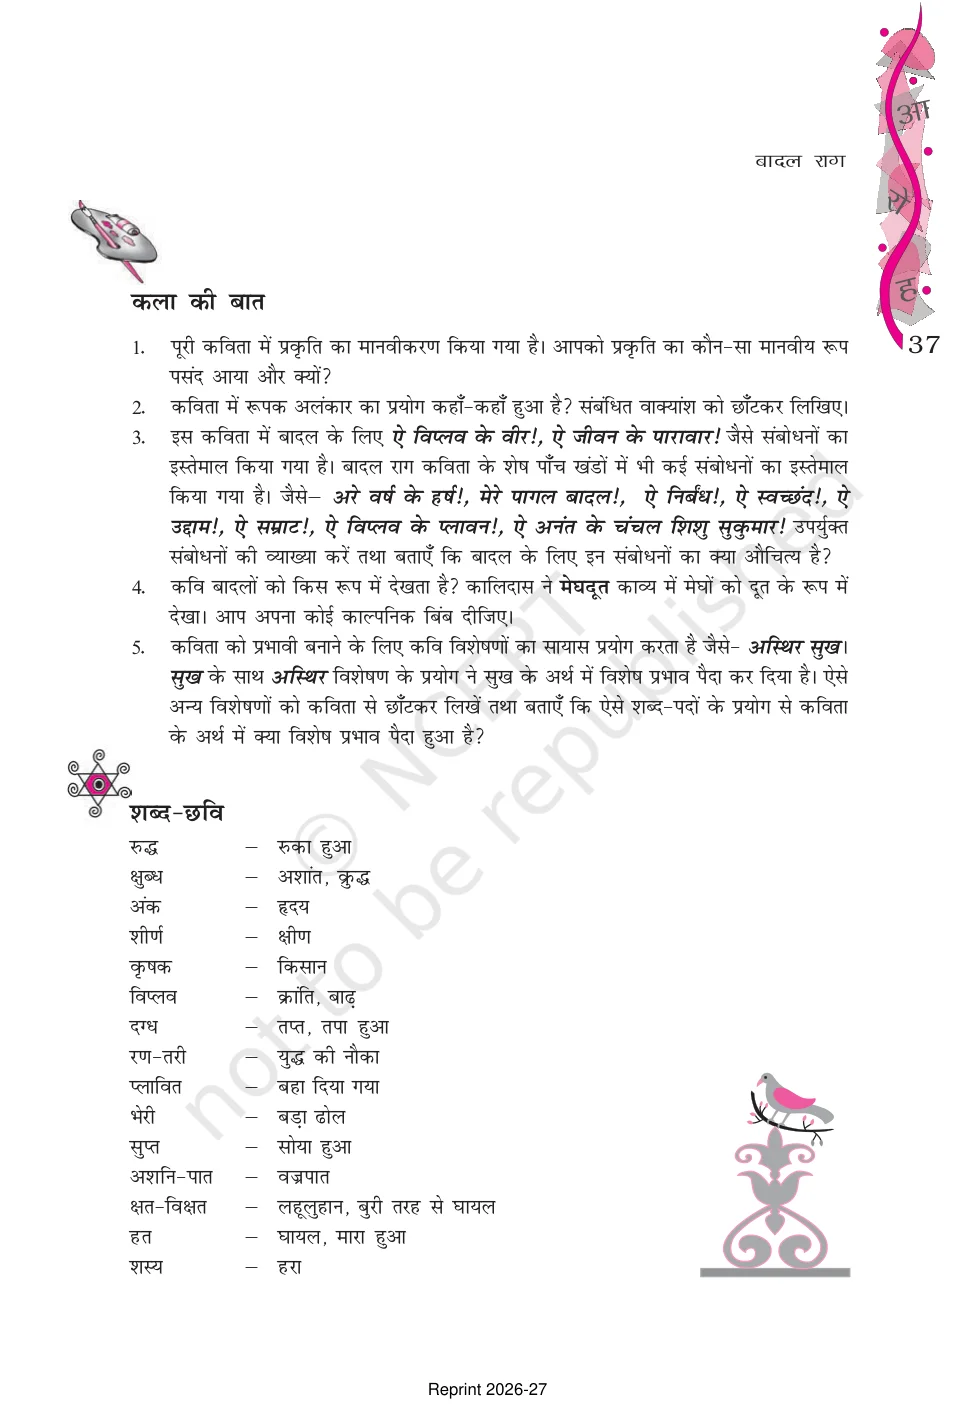 बादल राग
आ
रो
ह
37
कला की बात
1. पूरी कविता में प्रकृति का मानवीकरण किया गया है। आपको प्रकृति का कौन-सा मानवीय रूप
पसंद आया और क्यों?
2. कविता में रूपक अलंकार का प्रयोग कहाँ-कहाँ हुआ है? संबंधित वाक्यांश को छाँटकर लिखिए।
3. इस कविता में बादल के लिए ऐ विप्लव के वीर!, ऐ जीवन के पारावार! जैसे संबोधनों का
इस्तेमाल किया गया है। बादल राग कविता के शेष पाँच खंडों में भी कई संबोधनों का इस्तेमाल
किया गया है। जैसे– अरे वर्ष के हर्ष!, मेरे पागल बादल!, ऐ निर्बंध!, ऐ स्वच्छंद!, ऐ
उद्दाम!, ऐ सम्राट!, ऐ विप्लव के प्लावन!, ऐ अनंत के चंचल शिशु सुकुमार! उपर्युक्त
संबोधनों की व्याख्या करें तथा बताएँ कि बादल के लिए इन संबोधनों का क्या औचित्य है?
4. कवि बादलों को किस रूप में देखता है? कालिदास ने मेघदूत काव्य में मेघों को दूत के रूप में
देखा। आप अपना कोई काल्पनिक बिंब दीजिए।
5. कविता को प्रभावी बनाने के लिए कवि विशेषणों का सायास प्रयोग करता है जैसे- अस्थिर सुख।
सुख के साथ अस्थिर विशेषण के प्रयोग ने सुख के अर्थ में विशेष प्रभाव पैदा कर दिया है। ऐसे
अन्य विशेषणों को कविता से छाँटकर लिखें तथा बताएँ कि ऐसे शब्द-पदों के प्रयोग से कविता
के अर्थ में क्या विशेष प्रभाव पैदा हुआ है?
शब्द-छवि
रुद्ध – रुका हुआ
क्षुब्ध – अशांत, क्रुद्ध
अंक – हृदय
शीर्ण – क्षीण
कृषक – किसान
विप्लव – क्रांति, बाढ़
दग्ध – तप्त, तपा हुआ
रण-तरी – युद्ध की नौका
प्लावित – बहा दिया गया
भेरी – बड़ा ढोल
सुप्त – सोया हुआ
अशनि-पात – वज्रपात
क्षत-विक्षत – लहूलुहान, बुरी तरह से घायल
हत – घायल, मारा हुआ
शस्य – हरा
© NCERT
not to be republished
Reprint 2026-27